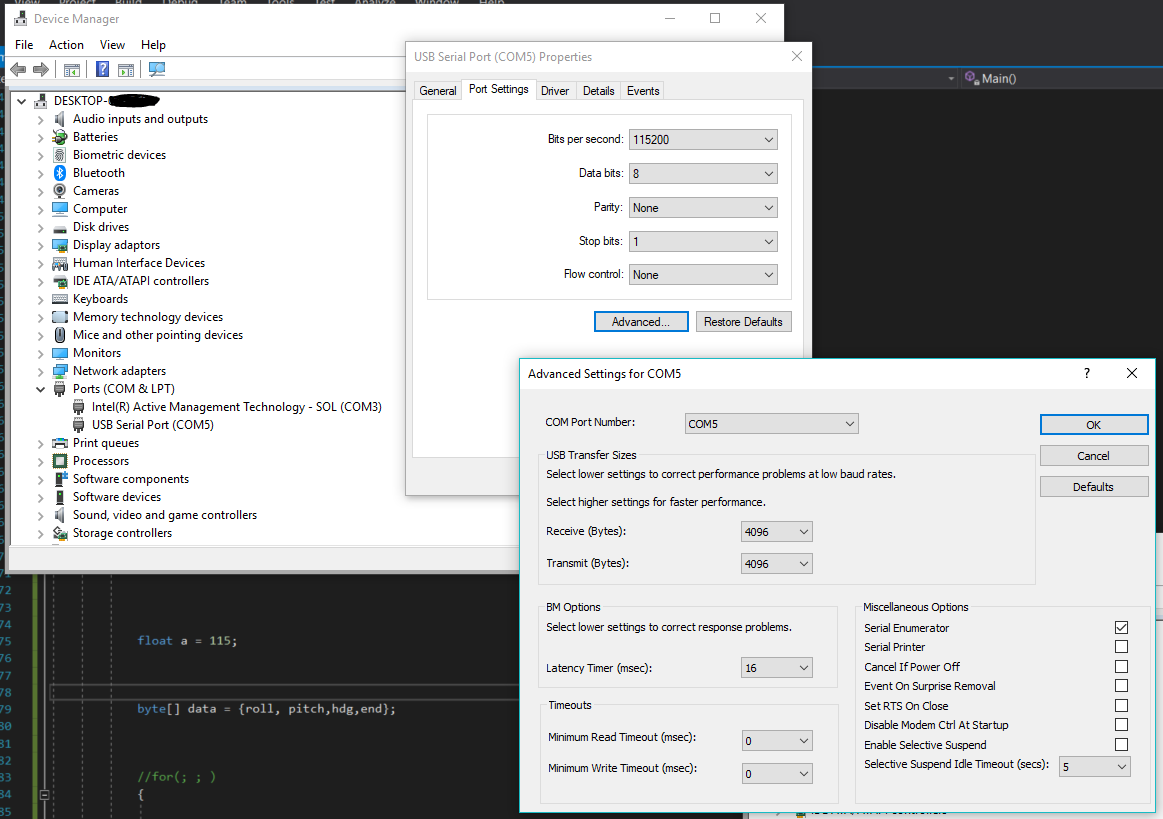 View Project Build Debug Team Tools Test Analyze Window Help
Device Manager
File Action View Help
DESKTOP-
Audio inputs and outputs
Batteries
Biometric devices
Bluetooth
Cameras
Computer
Disk drives
Display adaptors
Human Interface Devices
IDE ATA/ATAPI controllers
Keyboards
Memory technology devices
Mice and other pointing devices
Monitors
Network adapters
Ports (COM & LPT)
Intel(R) Active Management Technology - SOL (COM3)
USB Serial Port (COM5)
Print queues
Processors
Software components
Software devices
Sound, video and game controllers
Storage controllers
USB Serial Port (COM5) Properties
General Port Settings Driver Details Events
Bits per second: 115200
Data bits: 8
Parity: None
Stop bits: 1
Flow control: None
Advanced... Restore Defaults
Main()
Advanced Settings for COM5 ?
COM Port Number: COM5
OK
Cancel
Defaults
USB Transfer Sizes
Select lower settings to correct performance problems at low baud rates.
Select higher settings for faster performance.
Receive (Bytes): 4096
Transmit (Bytes): 4096
BM Options
Select lower settings to correct response problems.
Latency Timer (msec): 16
Timeouts
Minimum Read Timeout (msec): 0
Minimum Write Timeout (msec): 0
Miscellaneous Options
Serial Enumerator
Serial Printer
Cancel If Power Off
Event On Surprise Removal
Set RTS On Close
Disable Modem Ctrl At Startup
Enable Selective Suspend
Selective Suspend Idle Timeout (secs): 5
72
73
74
75 float a = 115;
76
77
78
79 byte[] data = {roll, pitch,hdg,end};
80
81
82
83 //for(; ; )
84 {
85